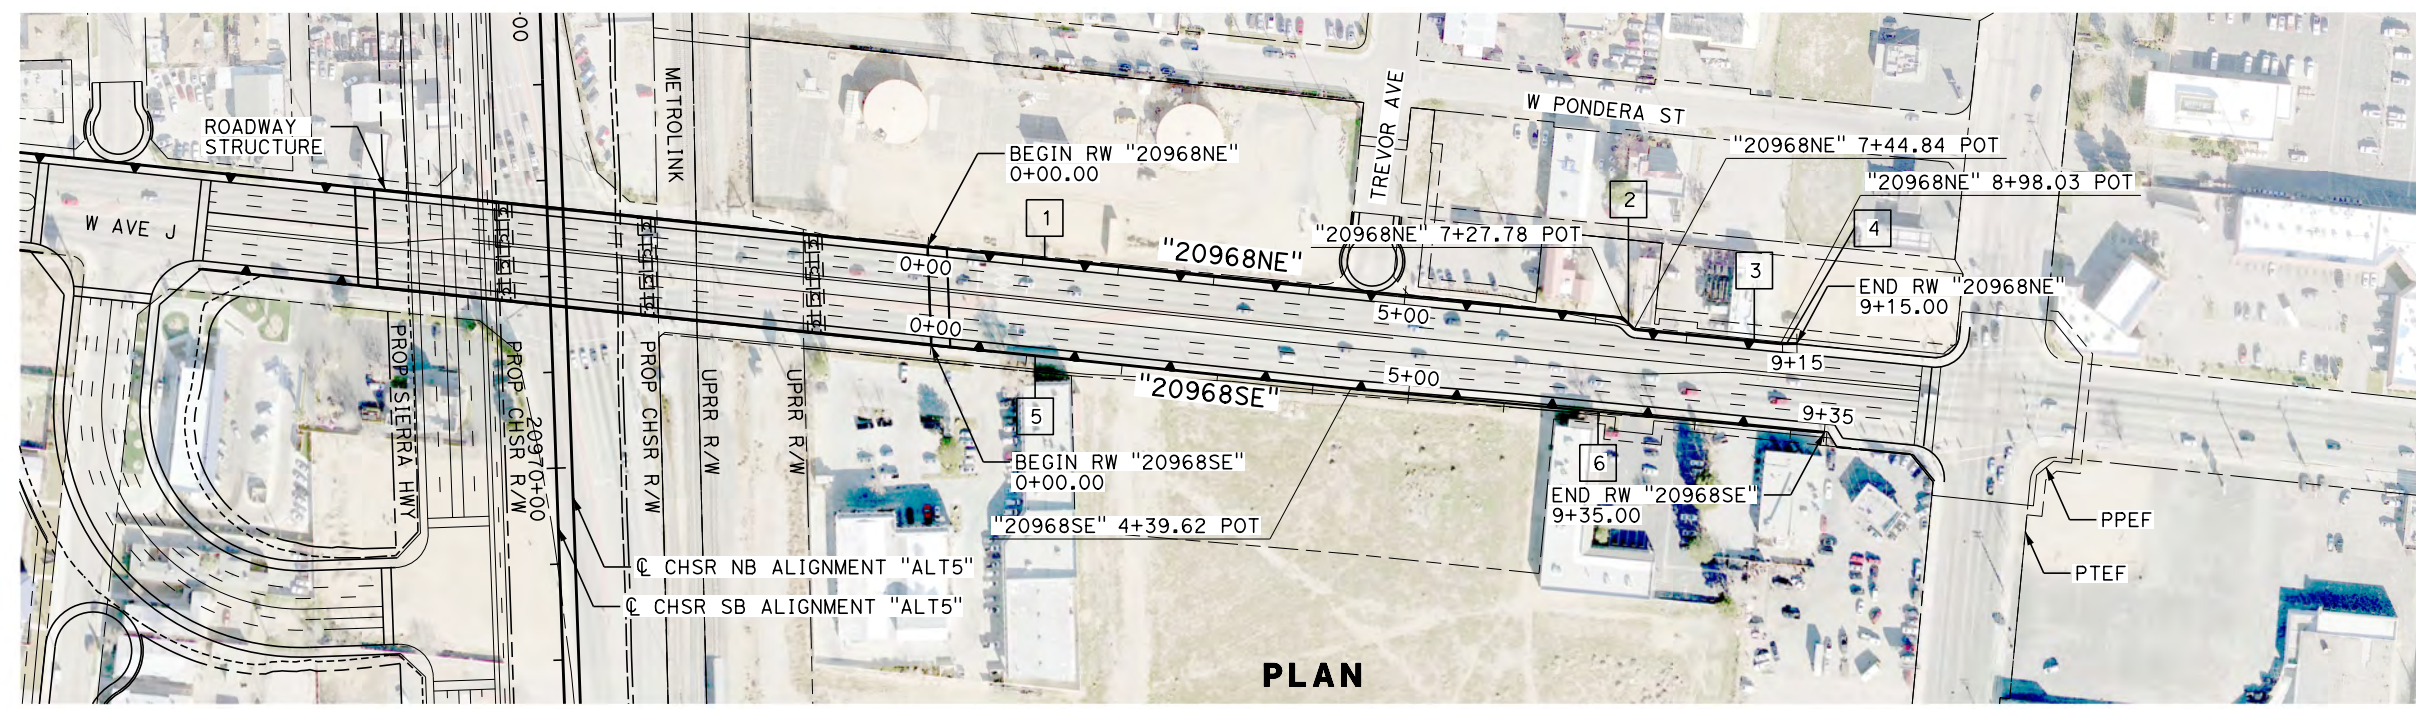 -00
METROLINK
ROADWAY
STRUCTURE
W AVE J
BEGIN RW "20968NE"
0+00.00
TREVOR AVE
W PONDERA ST
"20968NE" 7+44.84 POT
"20968NE" 8+98.03 POT
1
2
3
4
"20968NE"
"20968NE" 7+27.78 POT
0+00
0+00
5+00
END RW "20968NE"
9+15.00
9+15
5+00
"20968SE"
9+35
PROP SIERRA HWY
PROP CHSR R/W
20970+00
PROP CHSR R/W
UPRR R/W
UPRR R/W
5
6
BEGIN RW "20968SE"
0+00.00
"20968SE" 4+39.62 POT
END RW "20968SE"
9+35.00
PPEF
PTEF
℄ CHSR NB ALIGNMENT "ALT5"
℄ CHSR SB ALIGNMENT "ALT5"
PLAN